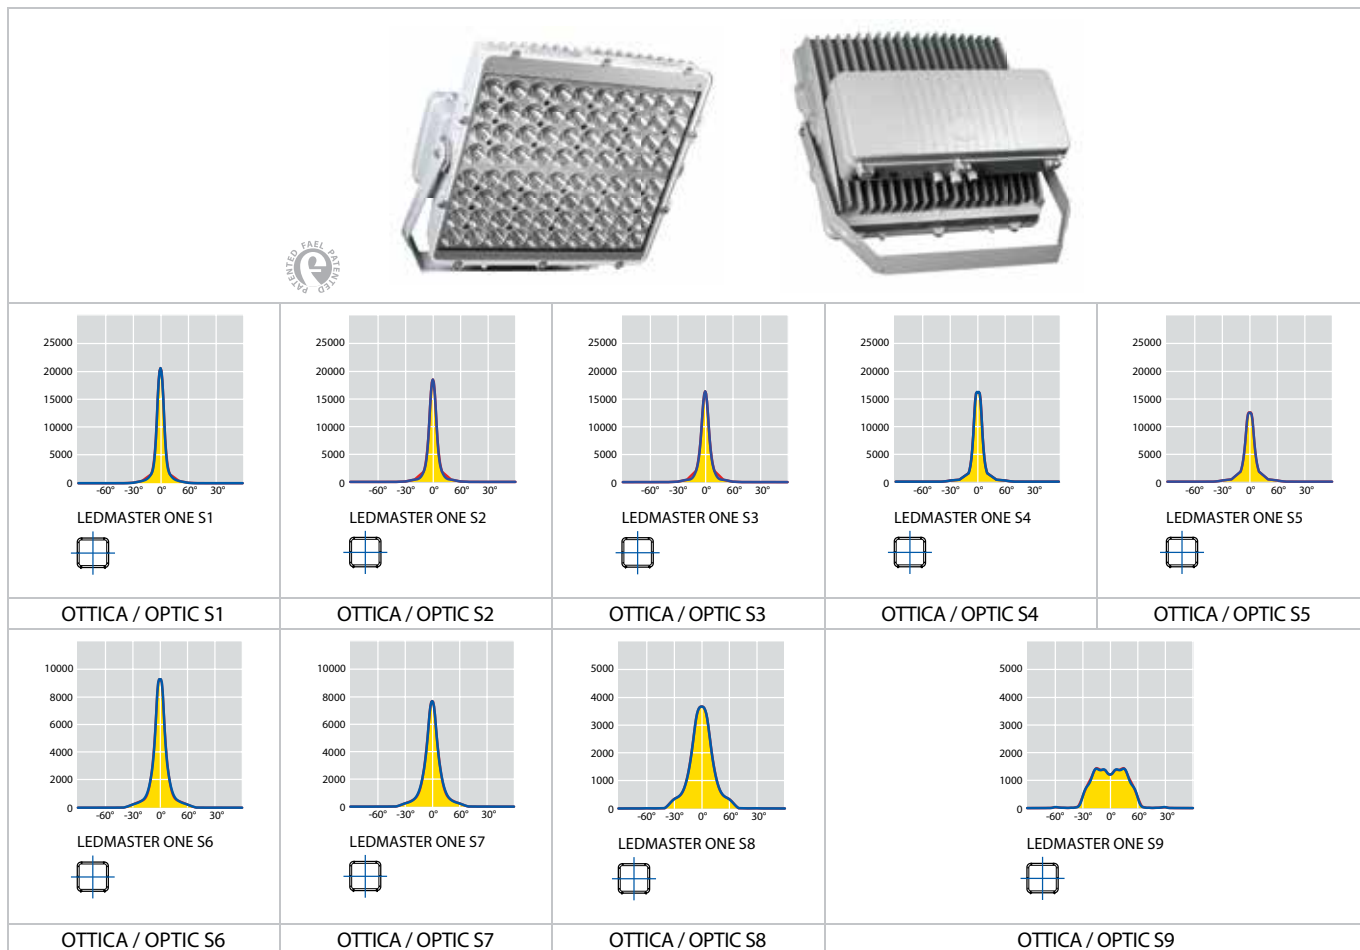 PATENTED FAEL PATENTED
25000
20000
15000
10000
5000
0
-60° -30° 0° 60° 30°
LEDMASTER ONE S1
25000
20000
15000
10000
5000
0
-60° -30° 0° 60° 30°
LEDMASTER ONE S2
25000
20000
15000
10000
5000
0
-60° -30° 0° 60° 30°
LEDMASTER ONE S3
25000
20000
15000
10000
5000
0
-60° -30° 0° 60° 30°
LEDMASTER ONE S4
25000
20000
15000
10000
5000
0
-60° -30° 0° 60° 30°
LEDMASTER ONE S5
OTTICA / OPTIC S1
OTTICA / OPTIC S2
OTTICA / OPTIC S3
OTTICA / OPTIC S4
OTTICA / OPTIC S5
10000
8000
6000
4000
2000
0
-60° -30° 0° 60° 30°
LEDMASTER ONE S6
10000
8000
6000
4000
2000
0
-60° -30° 0° 60° 30°
LEDMASTER ONE S7
5000
4000
3000
2000
1000
0
-60° -30° 0° 60° 30°
LEDMASTER ONE S8
5000
4000
3000
2000
1000
0
-60° -30° 0° 60° 30°
LEDMASTER ONE S9
OTTICA / OPTIC S6
OTTICA / OPTIC S7
OTTICA / OPTIC S8
OTTICA / OPTIC S9